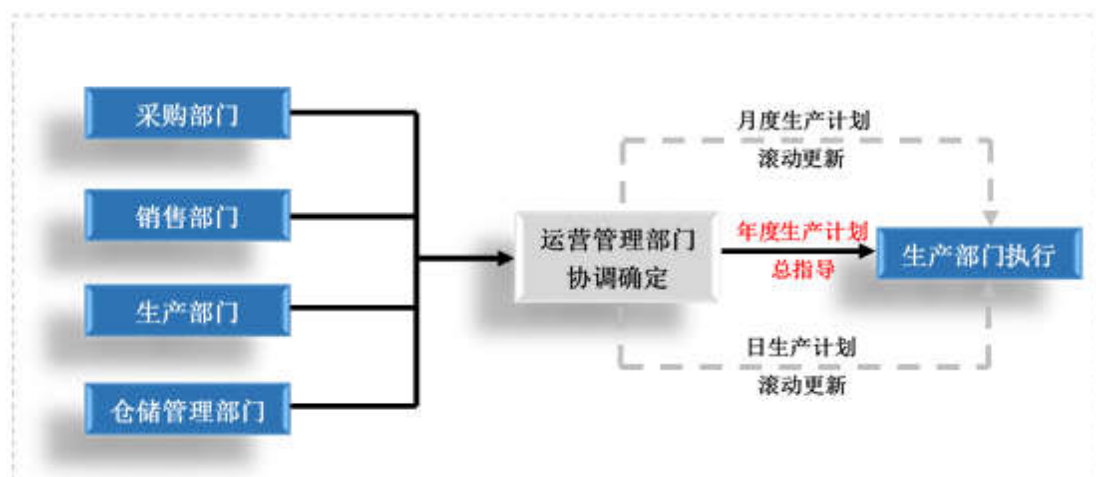 采购部门
销售部门
生产部门
仓储管理部门
运营管理部门
协调确定
月度生产计划
滚动更新
年度生产计划
总指导
日生产计划
滚动更新
生产部门执行